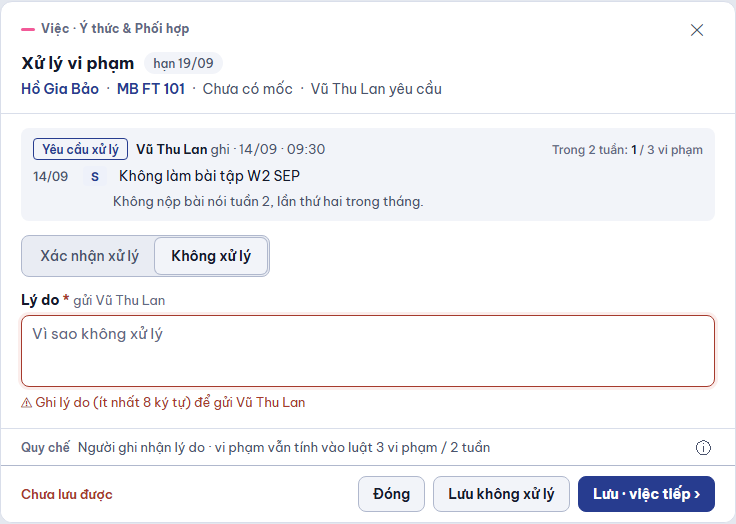 Việc · Ý thức & Phối hợp
Xử lý vi phạm hạn 19/09
Hồ Gia Bảo · MB FT 101 · Chưa có mốc · Vũ Thu Lan yêu cầu
Yêu cầu xử lý Vũ Thu Lan ghi · 14/09 · 09:30 Trong 2 tuần: 1 / 3 vi phạm
14/09 S Không làm bài tập W2 SEP
Không nộp bài nói tuần 2, lần thứ hai trong tháng.
Xác nhận xử lý Không xử lý
Lý do * gửi Vũ Thu Lan
Vì sao không xử lý
⚠ Ghi lý do (ít nhất 8 ký tự) để gửi Vũ Thu Lan
Quy chế Người ghi nhận lý do · vi phạm vẫn tính vào luật 3 vi phạm / 2 tuần
Chưa lưu được Đóng Lưu không xử lý Lưu · việc tiếp ›